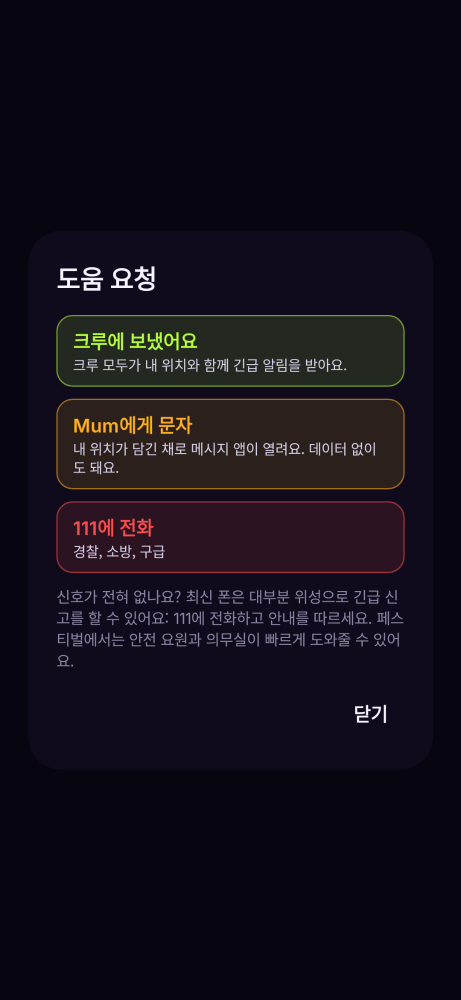 도움 요청
크루에 보냈어요
크루 모두가 내 위치와 함께 긴급 알림을 받아요.
Mum에게 문자
내 위치가 담긴 채로 메시지 앱이 열려요. 데이터 없이
도 돼요.
111에 전화
경찰, 소방, 구급
신호가 전혀 없나요? 최신 폰은 대부분 위성으로 긴급 신
고를 할 수 있어요: 111에 전화하고 안내를 따르세요. 페스
티벌에서는 안전 요원과 의무실이 빠르게 도와줄 수 있어
요.
닫기